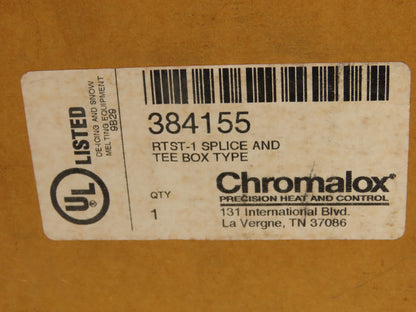 UL
LISTED
DE-ICING AND SNOW
MELTING EQUIPMENT
9B29
384155
RTST-1 SPLICE AND
TEE BOX TYPE
QTY
1
Chromalox®
PRECISION HEAT AND CONTROL
131 International Blvd.
La Vergne, TN 37086